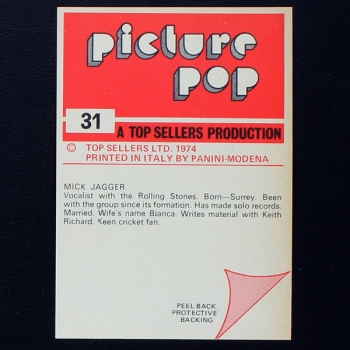 picture
pop
31
A TOP SELLERS PRODUCTION
© TOP SELLERS LTD. 1974
PRINTED IN ITALY BY PANINI-MODENA
MICK JAGGER
Vocalist with the Rolling Stones. Born—Surrey. Been
with the group since its formation. Has made solo records.
Married. Wife's name Bianca. Writes material with Keith
Richard. Keen cricket fan.
PEEL BACK
PROTECTIVE
BACKING